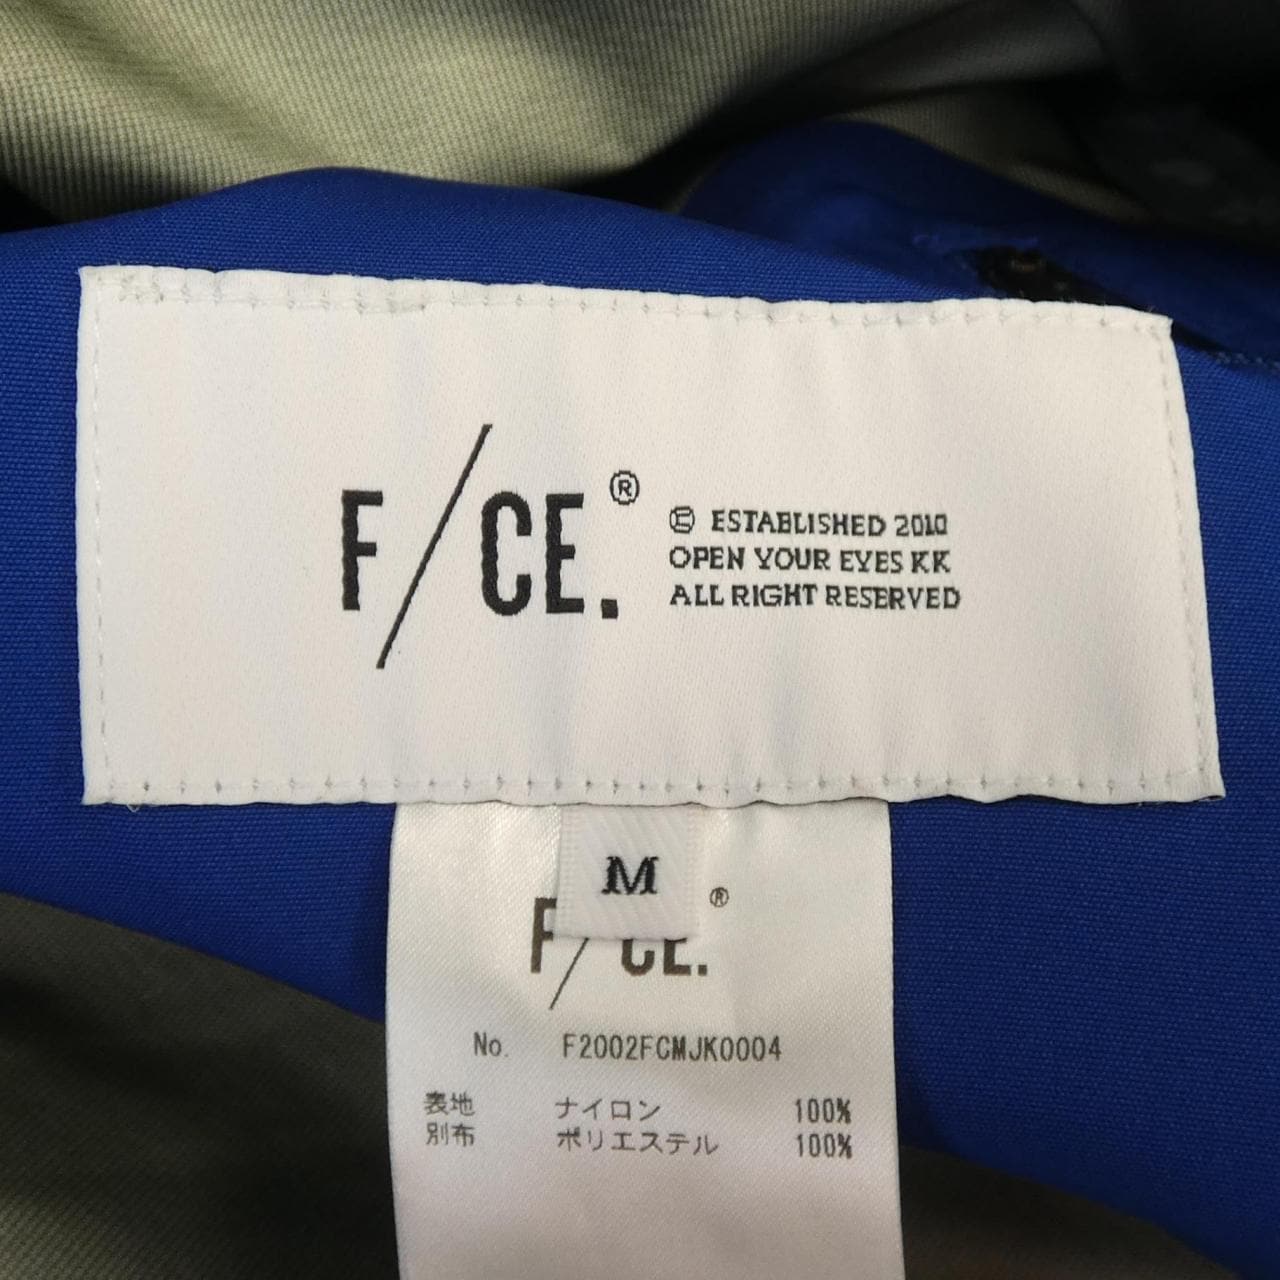 F/CE.®
Ⓔ ESTABLISHED 2010
OPEN YOUR EYES KK
ALL RIGHT RESERVED
M
F/CE.®
No. F2002FCMJK0004
表地 ナイロン 100%
別布 ポリエステル 100%